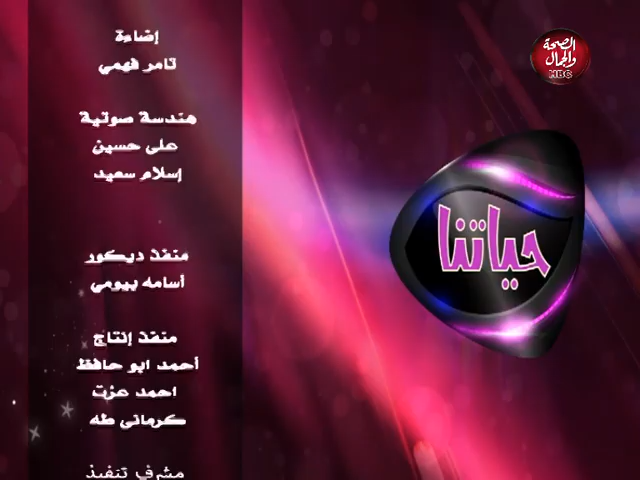 إضاءة
تامر فهمي
هندسة صوتية
على حسين
إسلام سعيد
منفذ ديكور
أسامه بيومي
منفذ إنتاج
أحمد ابو حافظ
احمد عزت
كرمانى طه
مشرف تنفيذ
الصحة
والجمال
HBC
حياتنا